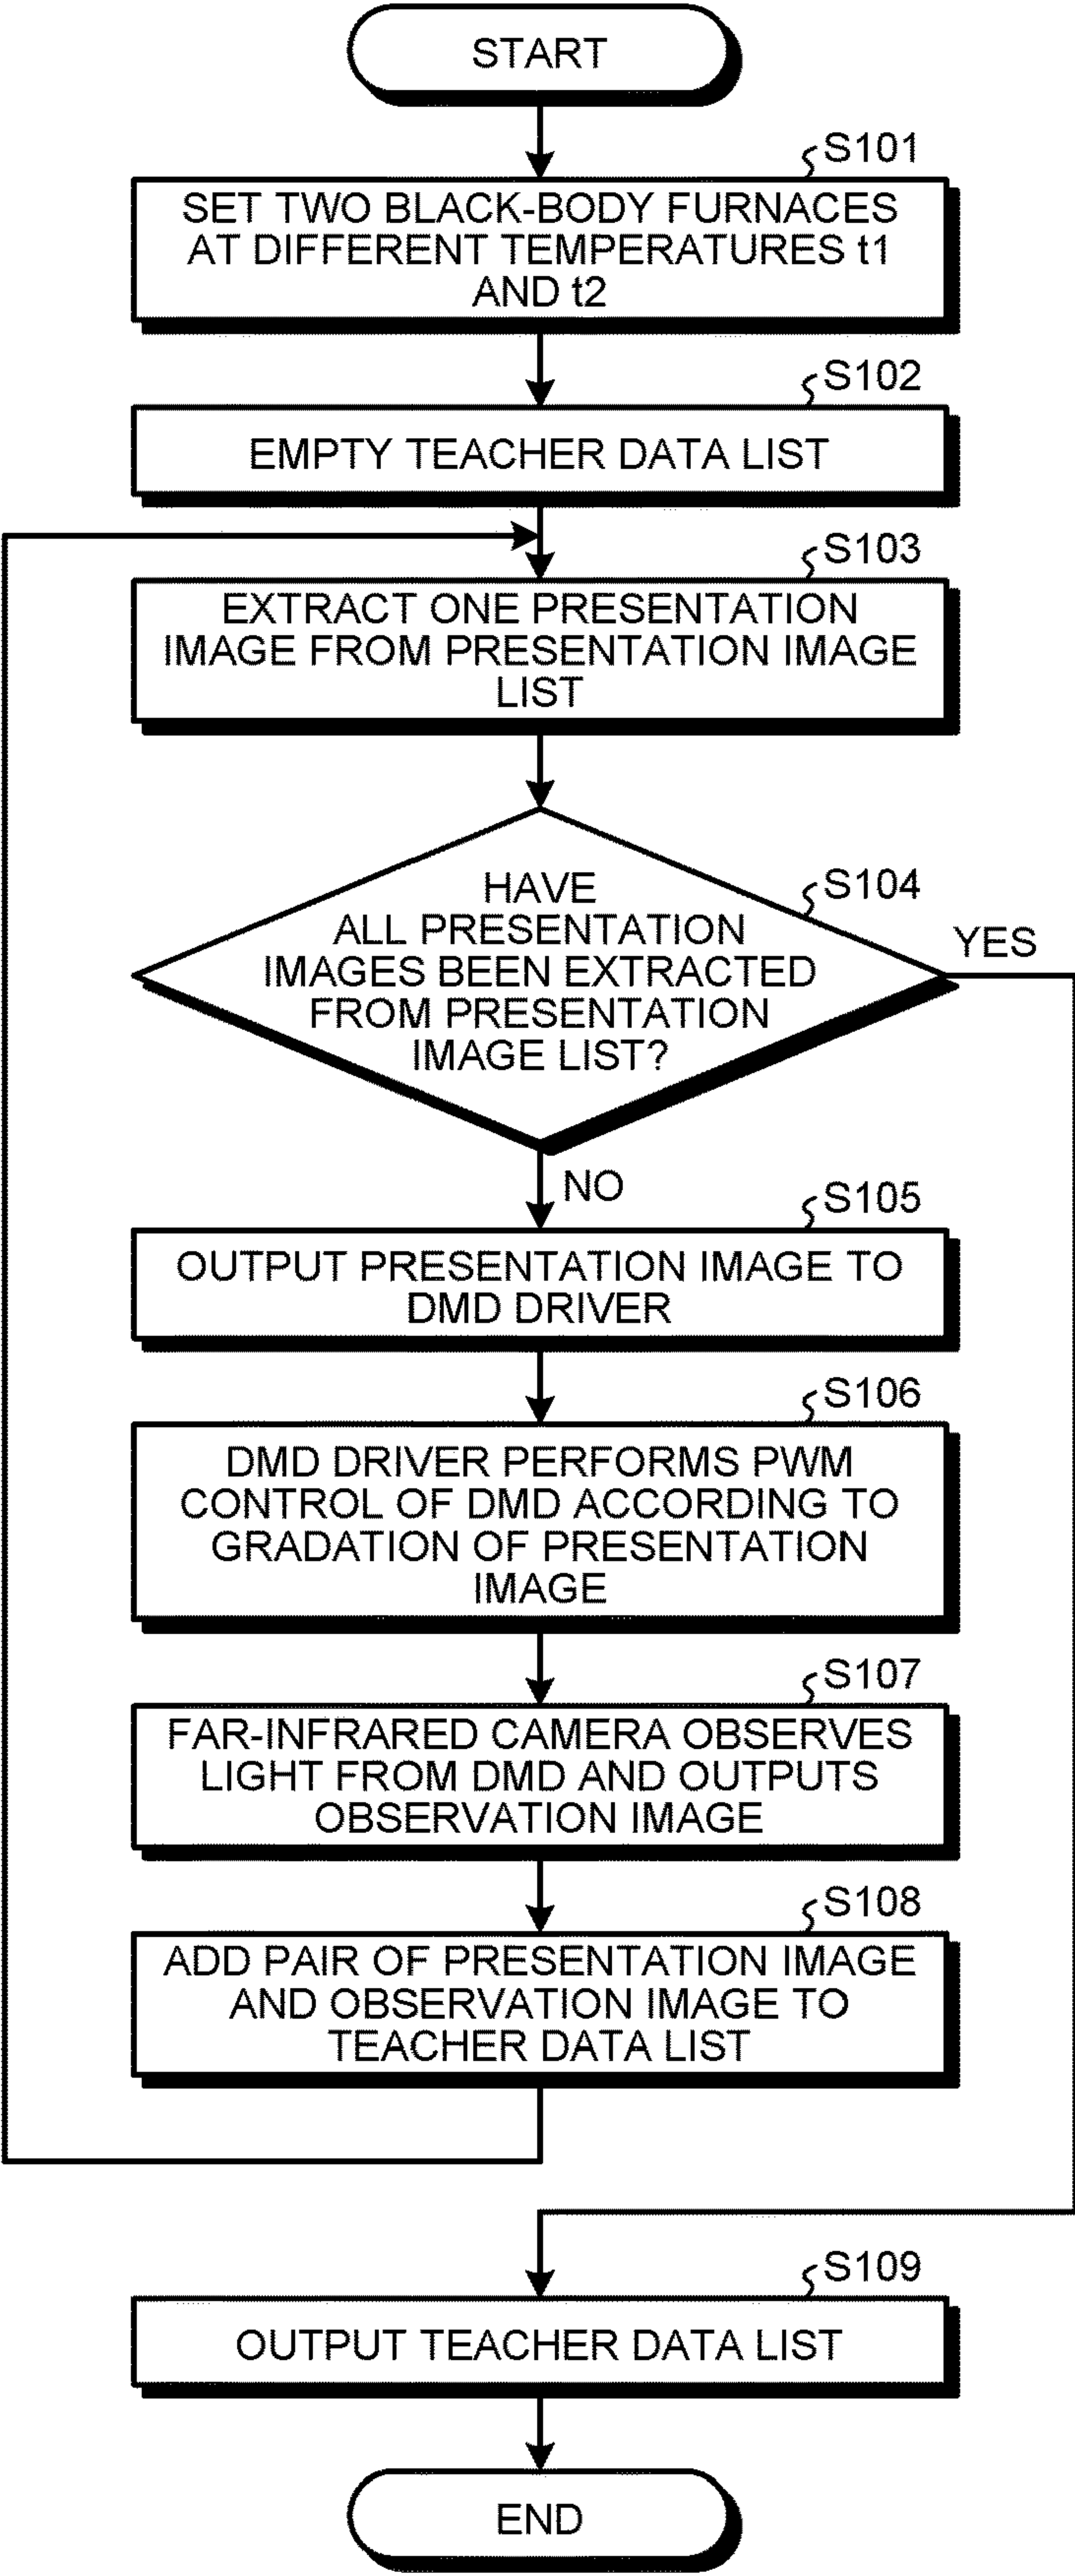 START
S101
SET TWO BLACK-BODY FURNACES
AT DIFFERENT TEMPERATURES t1
AND t2
S102
EMPTY TEACHER DATA LIST
S103
EXTRACT ONE PRESENTATION
IMAGE FROM PRESENTATION IMAGE
LIST
S104
HAVE
ALL PRESENTATION
IMAGES BEEN EXTRACTED
FROM PRESENTATION
IMAGE LIST?
YES
NO
S105
OUTPUT PRESENTATION IMAGE TO
DMD DRIVER
S106
DMD DRIVER PERFORMS PWM
CONTROL OF DMD ACCORDING TO
GRADATION OF PRESENTATION
IMAGE
S107
FAR-INFRARED CAMERA OBSERVES
LIGHT FROM DMD AND OUTPUTS
OBSERVATION IMAGE
S108
ADD PAIR OF PRESENTATION IMAGE
AND OBSERVATION IMAGE TO
TEACHER DATA LIST
S109
OUTPUT TEACHER DATA LIST
END